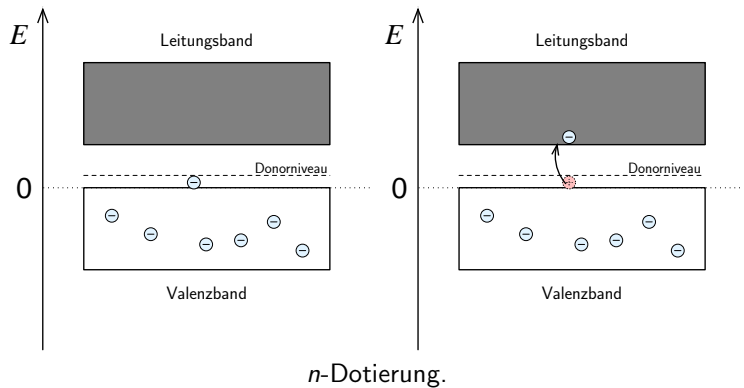 E
Leitungsband
Donorniveau
0
Valenzband
E
Leitungsband
Donorniveau
0
Valenzband
n-Dotierung.